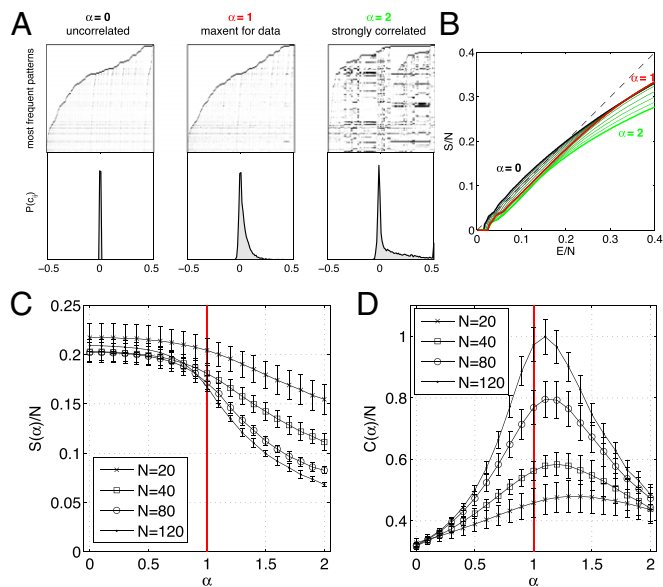 A
α = 0
uncorrelated
α = 1
maxent for data
α = 2
strongly correlated
most frequent patterns
P(c_ij)
−0.5 0 0.5
−0.5 0 0.5
−0.5 0 0.5
B
S/N
0.4
0.3
0.2
0.1
0
0 0.1 0.2 0.3 0.4
E/N
α = 1
α = 2
α = 0
C
S(α)/N
0.25
0.2
0.15
0.1
0.05
0
0 0.5 1 1.5 2
α
N=20
N=40
N=80
N=120
D
C(α)/N
1
0.8
0.6
0.4
0 0.5 1 1.5 2
α
N=20
N=40
N=80
N=120